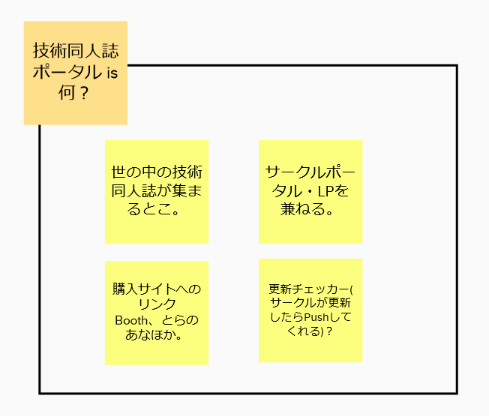 技術同人誌
ポータル is
何？
世の中の技術
同人誌が集ま
るとこ。
サークルポー
タル・LPを
兼ねる。
購入サイトへの
リンク
Booth、とらの
あなほか。
更新チェッカー(
サークルが更新
したらPushして
くれる)？